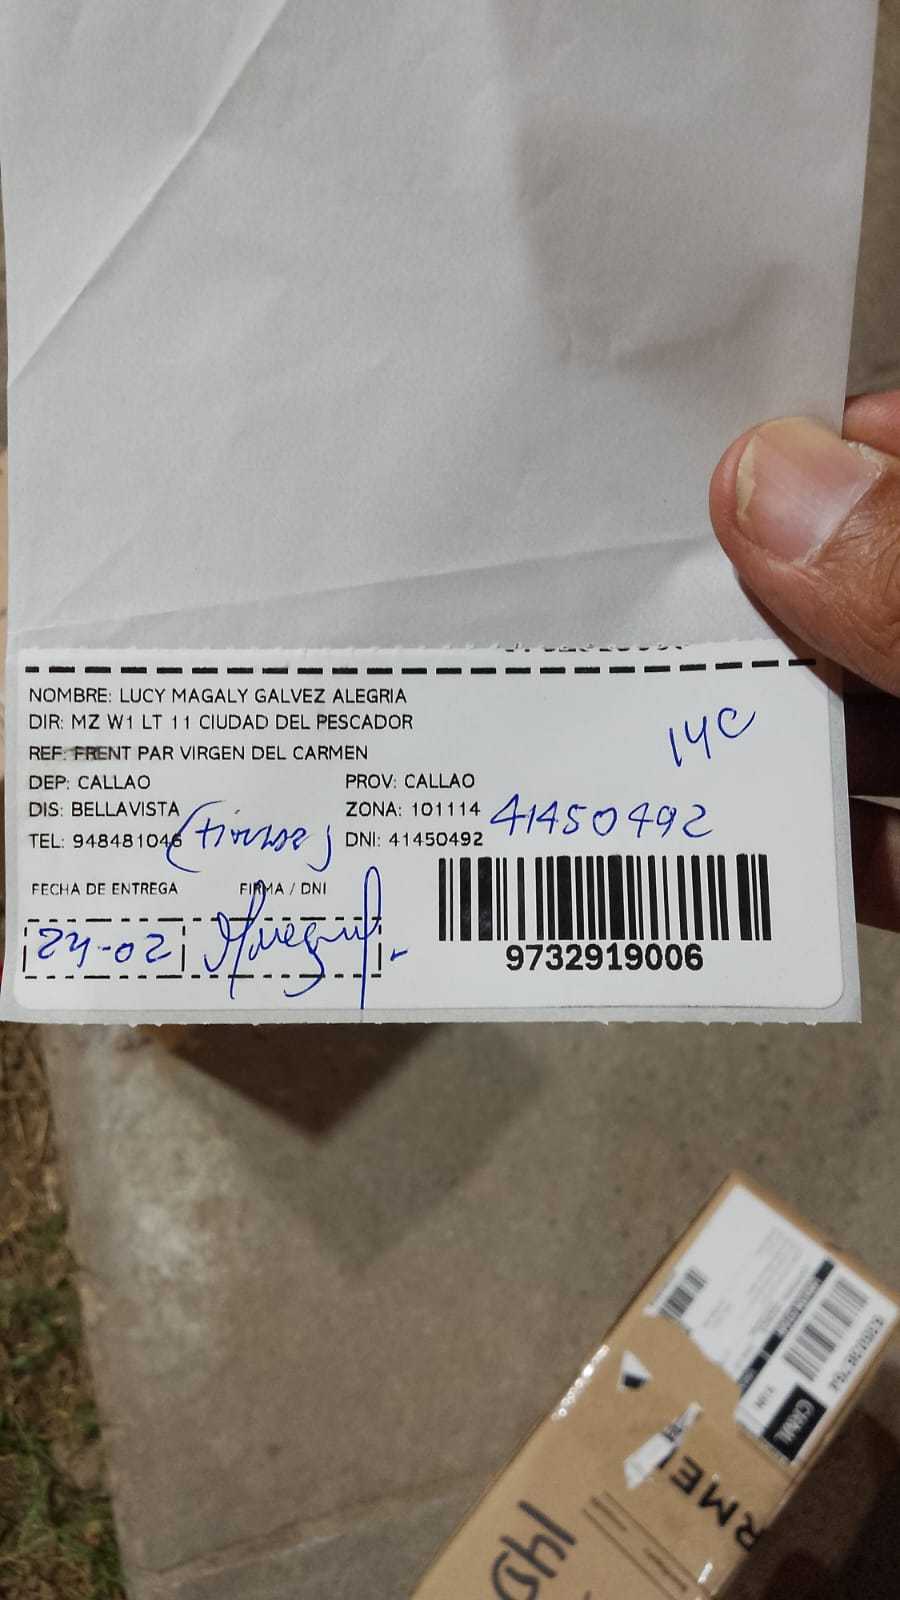 NOMBRE: LUCY MAGALY GALVEZ ALEGRIA
DIR: MZ W1 LT 11 CIUDAD DEL PESCADOR
14C
REF: FRENT PAR VIRGEN DEL CARMEN
DEP: CALLAO PROV: CALLAO
DIS: BELLAVISTA ZONA: 101114 41450492
TEL: 948481046 DNI: 41450492
FECHA DE ENTREGA FIRMA / DNI
24-02
9732919006